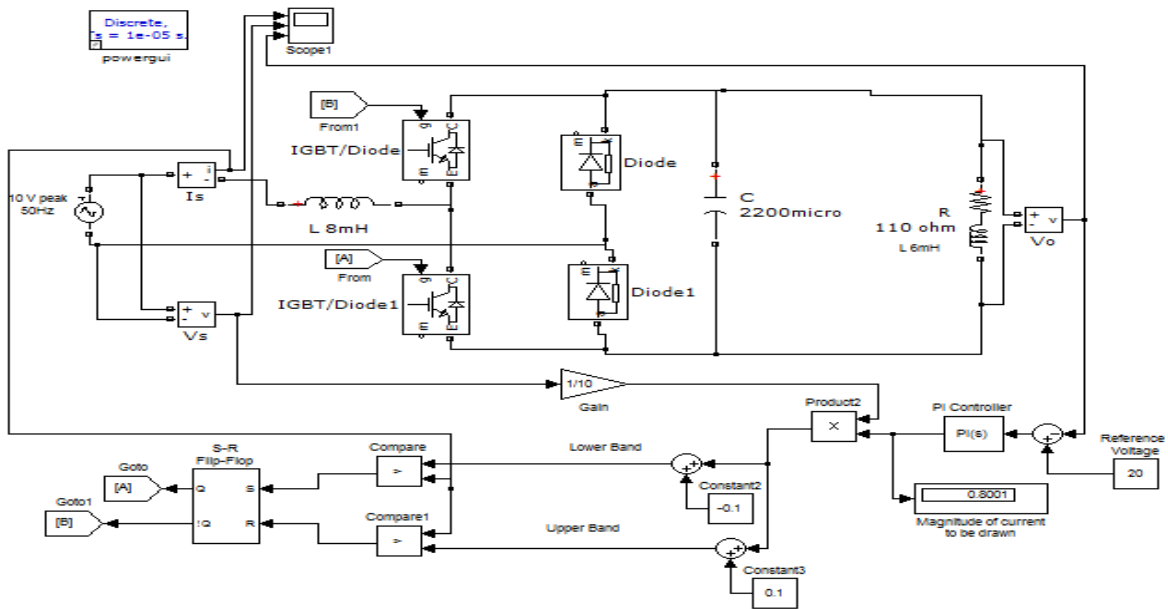 Discrete,
Ts = 1e-05 s.
powergui
Scope1
[B]
From1
g
C
IGBT/Diode
m
E
m
k
Diode
a
i
+
-
Is
10 V peak
50Hz
L 8mH
C
2200micro
R
110 ohm
L 6mH
+
v
-
Vo
[A]
From
g
C
IGBT/Diode1
m
E
m
k
Diode1
a
+
v
-
Vs
1/10
Gain
Product2
×
PI Controller
PI(s)
Reference
Voltage
20
S-R
Flip-Flop
Goto
[A]
Q
S
Compare
>
Lower Band
Constant2
-0.1
0.8001
Magnitude of current
to be drawn
Goto1
[B]
!Q
R
Compare1
>
Upper Band
Constant3
0.1